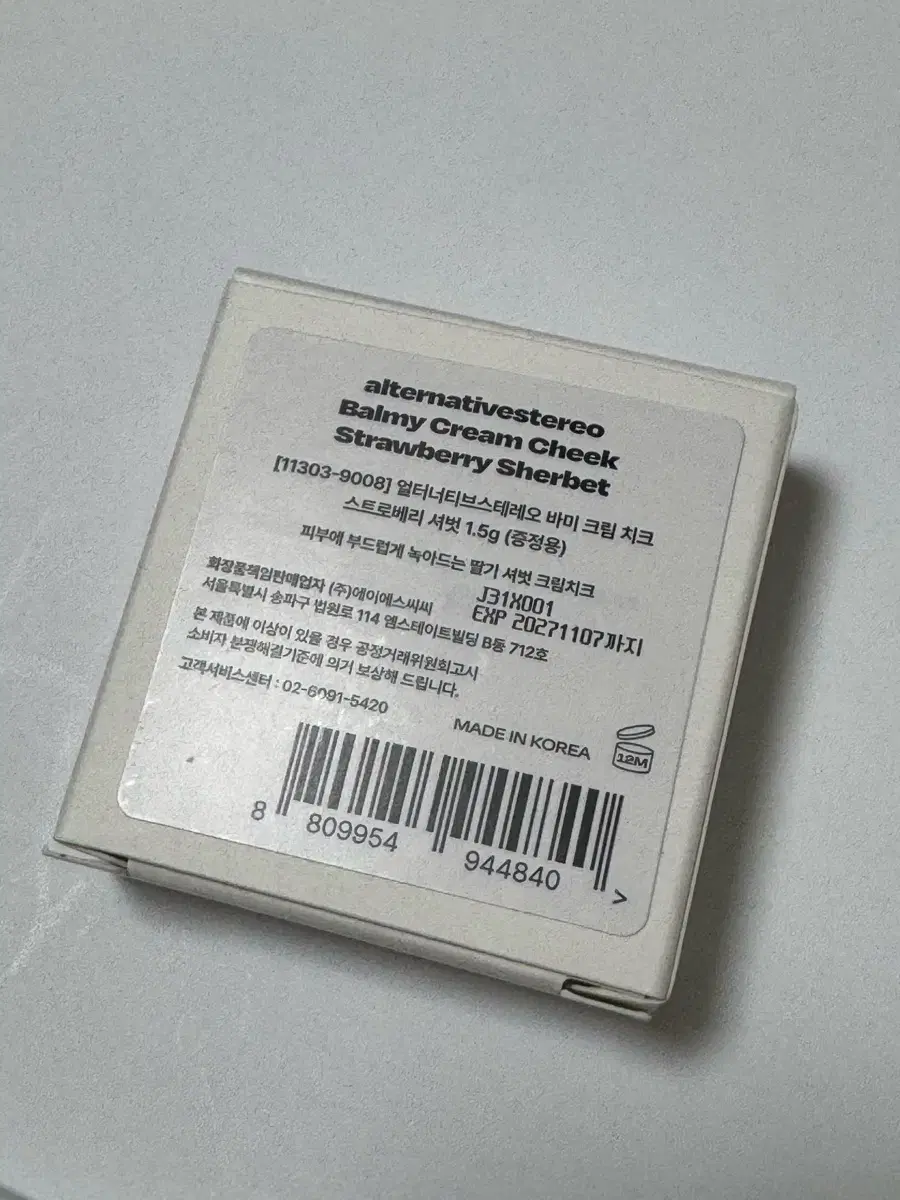 alternativestereo
Balmy Cream Cheek
Strawberry Sherbet
[11303-9008] 얼터너티브스테레오 바미 크림 치크
스트로베리 셔벗 1.5g (증정용)
피부에 부드럽게 녹아드는 딸기 셔벗 크림치크
화장품책임판매업자 (주)에이에스씨씨
서울특별시 송파구 법원로 114 엠스테이트빌딩 B동 712호
J31X001
EXP 20271107까지
본 제품에 이상이 있을 경우 공정거래위원회고시
소비자 분쟁해결기준에 의거 보상해 드립니다.
고객서비스센터 : 02-6091-5420
MADE IN KOREA
12M
8 809954 944840 >